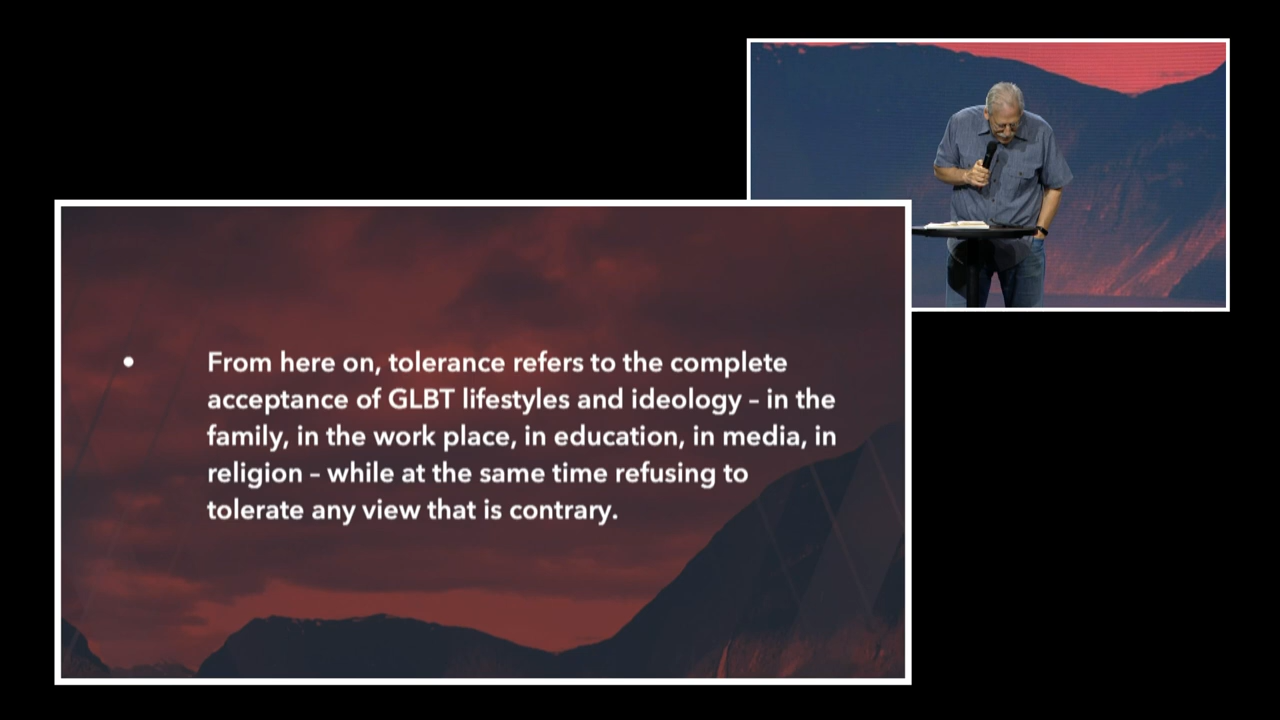 • From here on, tolerance refers to the complete
acceptance of GLBT lifestyles and ideology – in the
family, in the work place, in education, in media, in
religion – while at the same time refusing to
tolerate any view that is contrary.